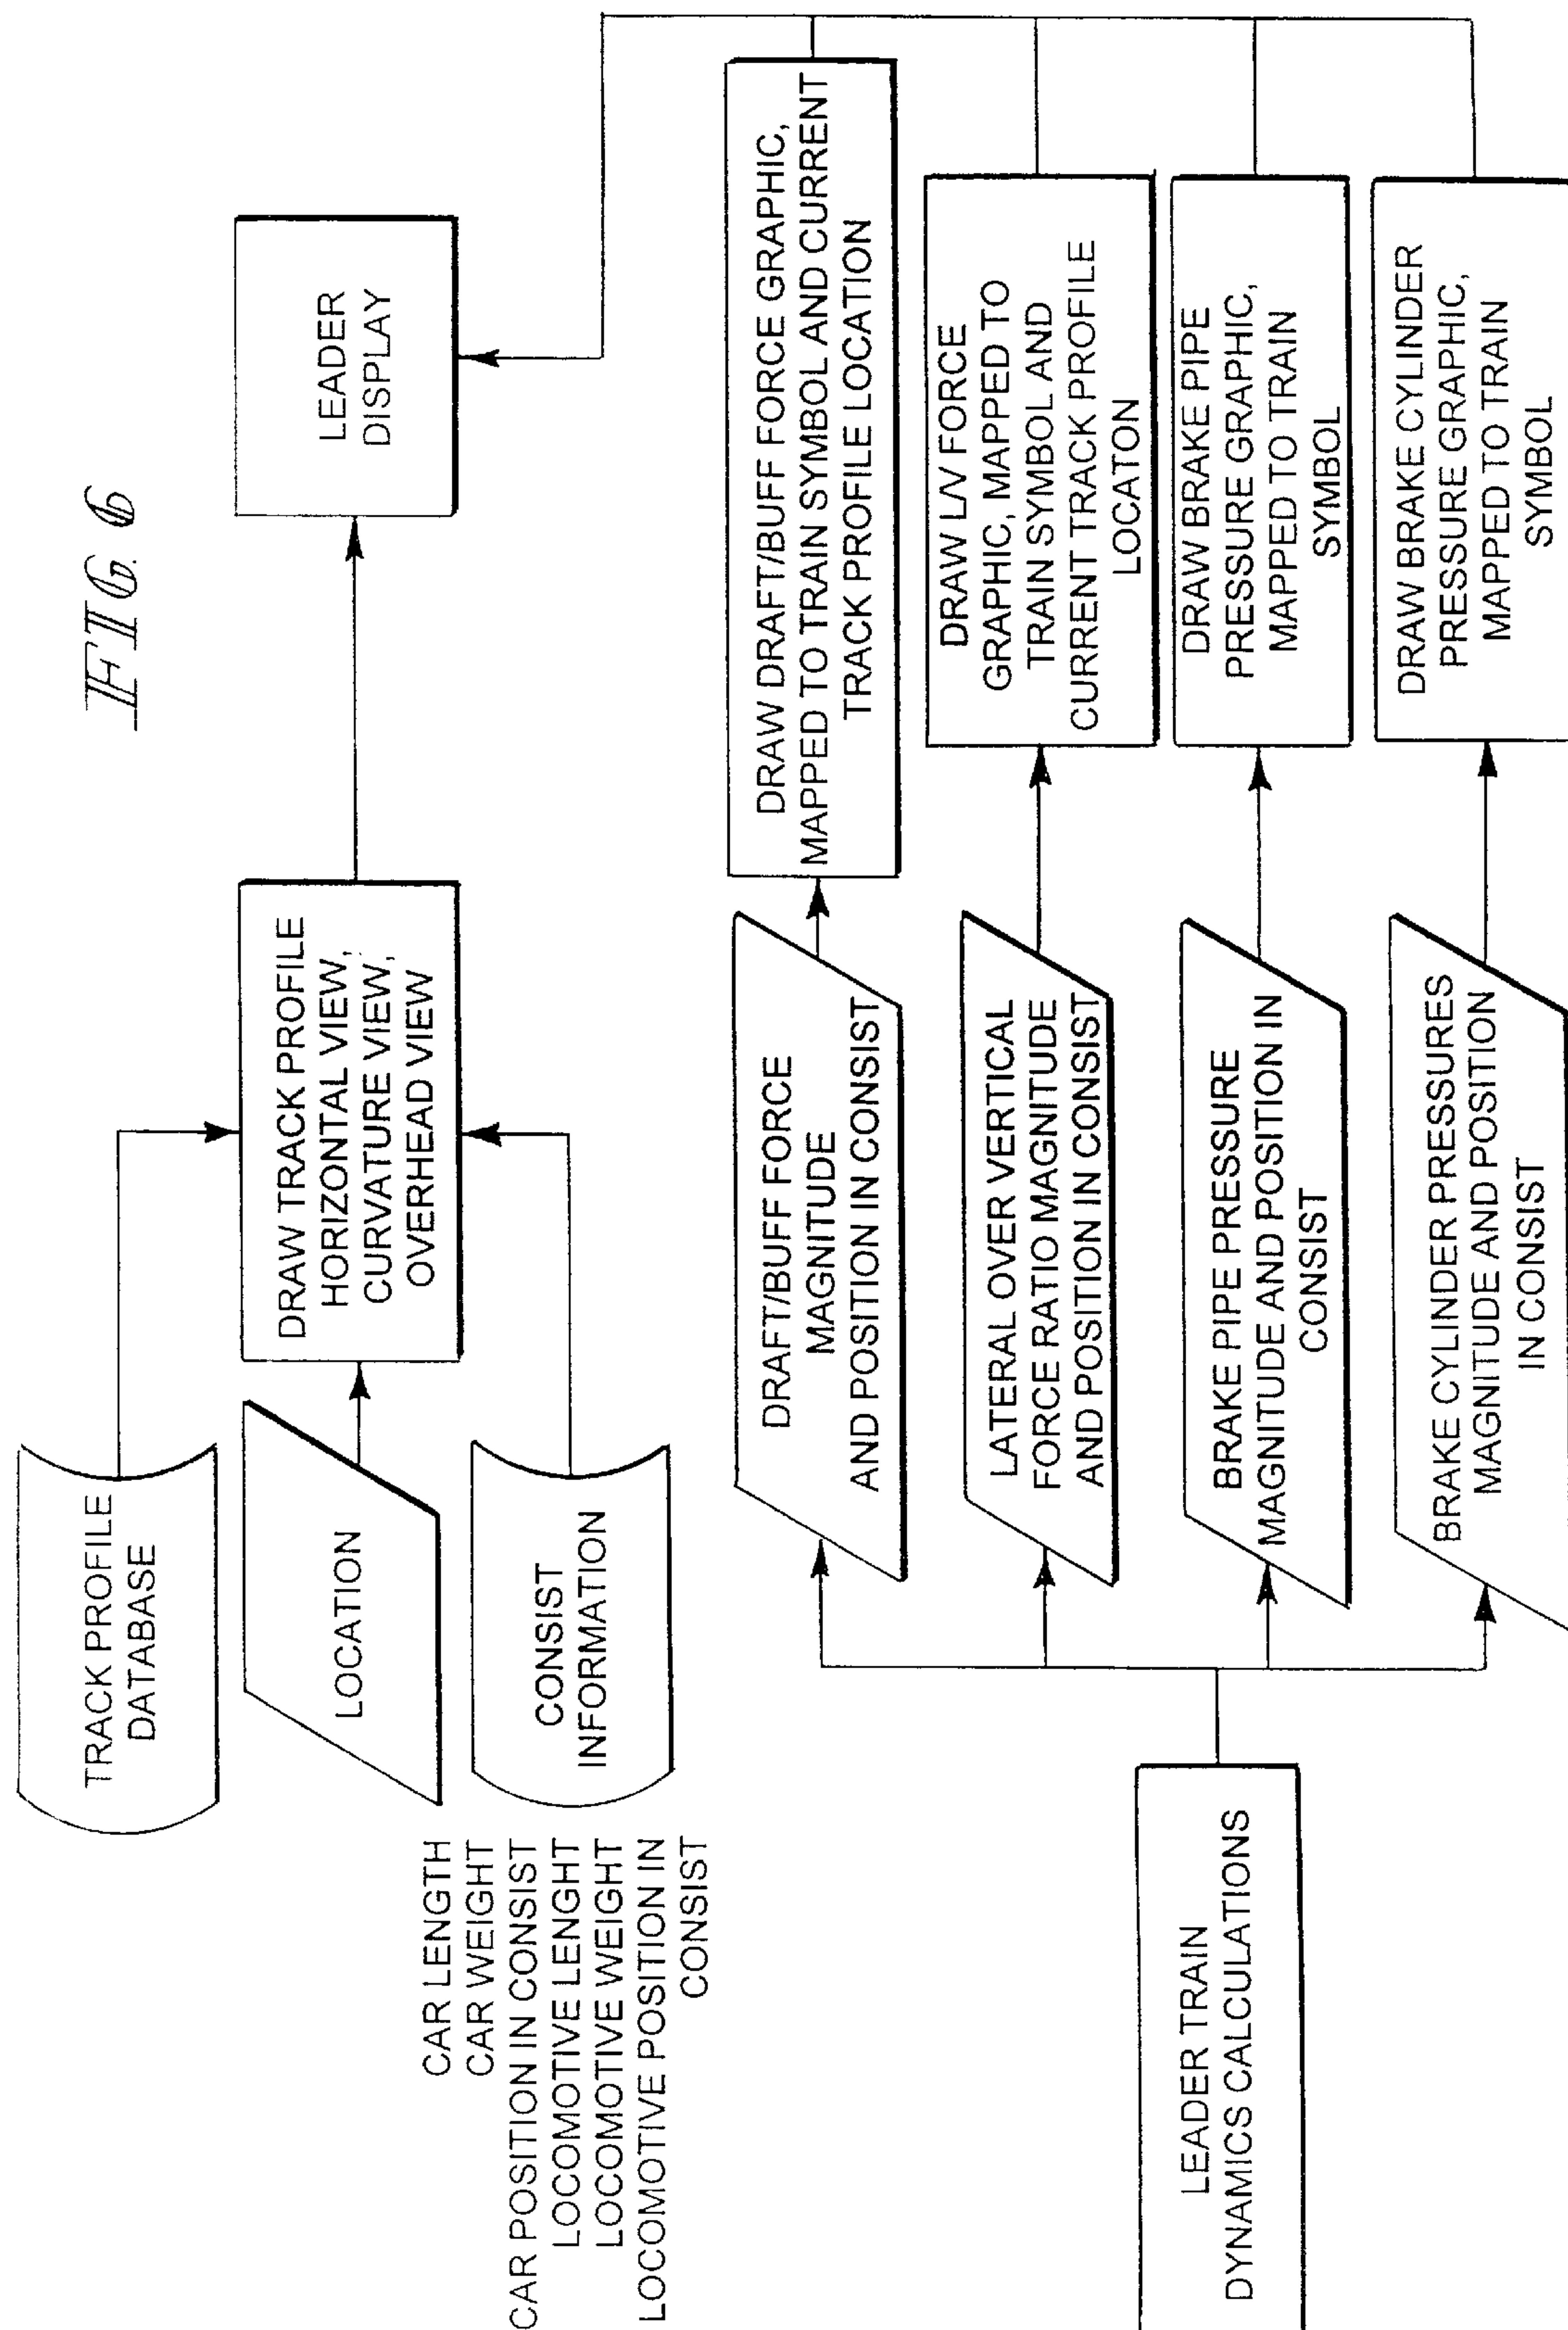 FIG. 6
TRACK PROFILE
DATABASE
LOCATION
CONSIST
INFORMATION
CAR LENGTH
CAR WEIGHT
CAR POSITION IN CONSIST
LOCOMOTIVE LENGHT
LOCOMOTIVE WEIGHT
LOCOMOTIVE POSITION IN
CONSIST
DRAW TRACK PROFILE
HORIZONTAL VIEW,
CURVATURE VIEW,
OVERHEAD VIEW
LEADER
DISPLAY
LEADER TRAIN
DYNAMICS CALCULATIONS
DRAFT/BUFF FORCE
MAGNITUDE
AND POSITION IN CONSIST
DRAW DRAFT/BUFF FORCE GRAPHIC,
MAPPED TO TRAIN SYMBOL AND CURRENT
TRACK PROFILE LOCATION
LATERAL OVER VERTICAL
FORCE RATIO MAGNITUDE
AND POSITION IN CONSIST
DRAW L/V FORCE
GRAPHIC, MAPPED TO
TRAIN SYMBOL AND
CURRENT TRACK PROFILE
LOCATON
BRAKE PIPE PRESSURE
MAGNITUDE AND POSITION IN
CONSIST
DRAW BRAKE PIPE
PRESSURE GRAPHIC,
MAPPED TO TRAIN
SYMBOL
BRAKE CYLINDER PRESSURES
MAGNITUDE AND POSITION
IN CONSIST
DRAW BRAKE CYLINDER
PRESSURE GRAPHIC,
MAPPED TO TRAIN
SYMBOL